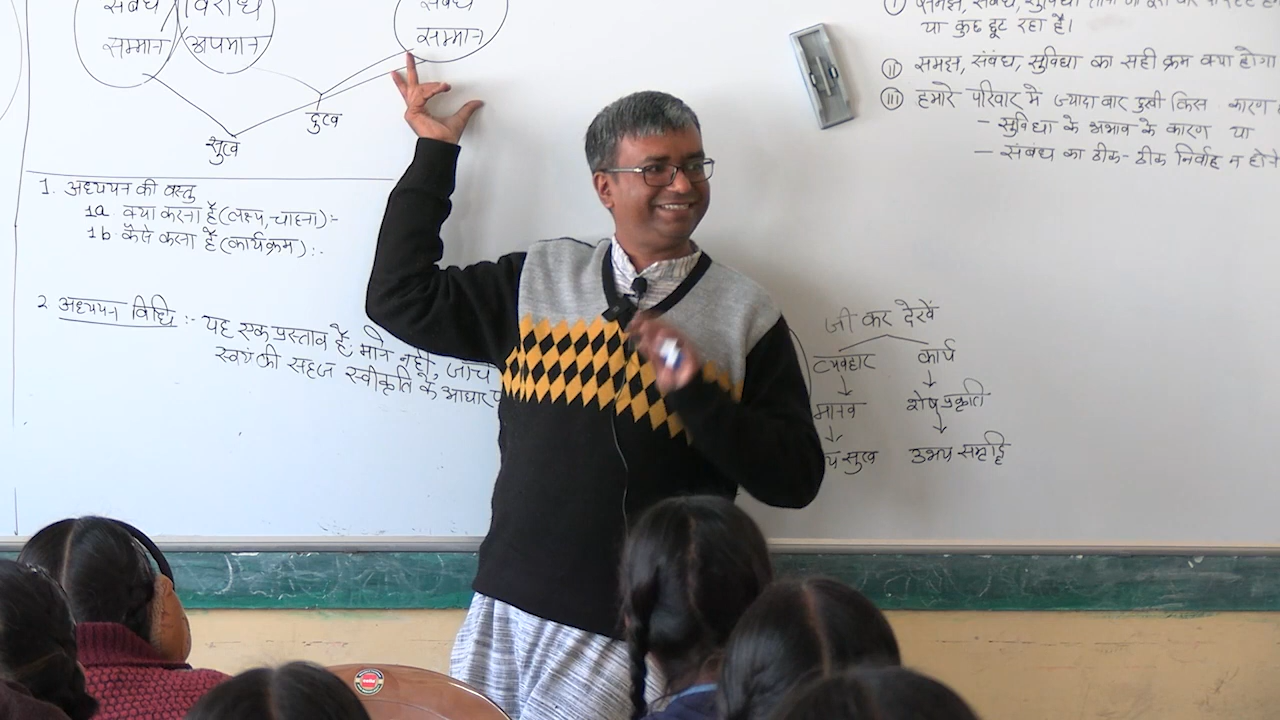 संबंध
सम्मान
विरोध
अपमान
संबंध
सम्मान
सुख
दुख
1. अध्ययन की वस्तु
1a क्या करना है (लक्ष्य, चाहना) :-
1b. कैसे करना है (कार्यक्रम) :-
2 अध्ययन विधि :- यह एक प्रस्ताव है, माने नहीं, जाँचे
स्वयं की सहज स्वीकृति के आधार
I समझ, संबंध, सुविधा
या कुछ छूट रहा है।
II समझ, संबंध, सुविधा का सही क्रम क्या होगा
III हमारे परिवार में ज्यादा बार दुखी किस कारण
– सुविधा के अभाव के कारण या
– संबंध का ठीक-ठीक निर्वाह न होने
जी कर देखें
व्यवहार कार्य
मानव शेष प्रकृति
सुख उभय समृद्धि